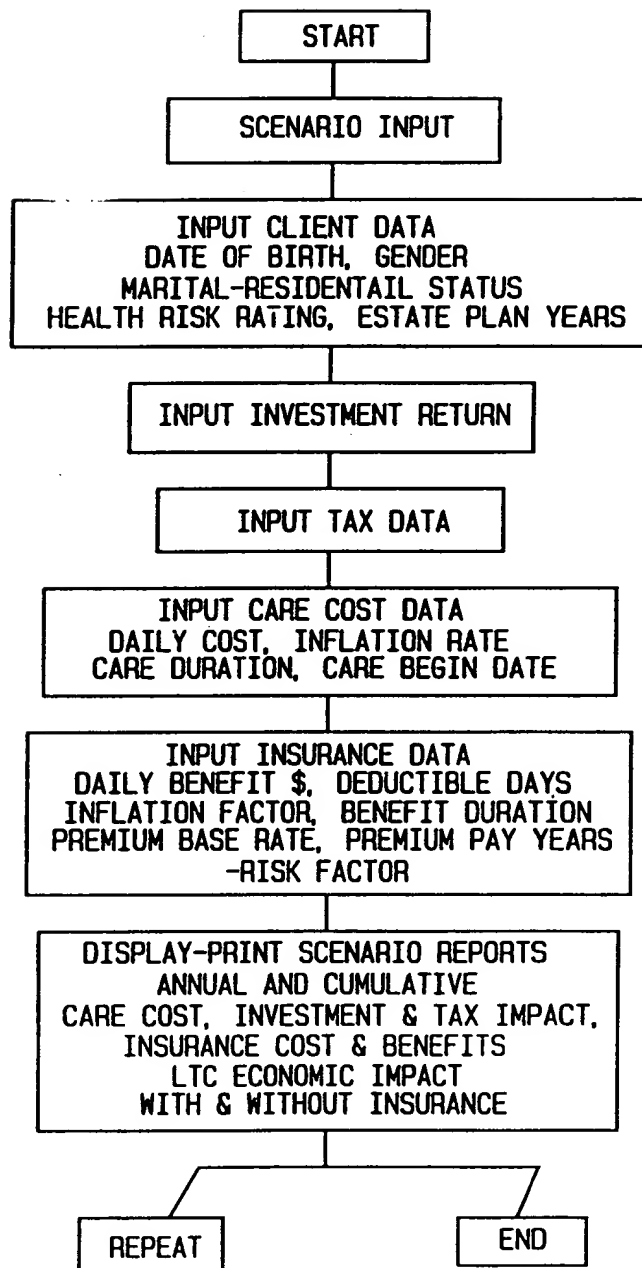 START
SCENARIO INPUT
INPUT CLIENT DATA
DATE OF BIRTH, GENDER
MARITAL-RESIDENTAIL STATUS
HEALTH RISK RATING, ESTATE PLAN YEARS
INPUT INVESTMENT RETURN
INPUT TAX DATA
INPUT CARE COST DATA
DAILY COST, INFLATION RATE
CARE DURATION, CARE BEGIN DATE
INPUT INSURANCE DATA
DAILY BENEFIT $, DEDUCTIBLE DAYS
INFLATION FACTOR, BENEFIT DURATION
PREMIUM BASE RATE, PREMIUM PAY YEARS
-RISK FACTOR
DISPLAY-PRINT SCENARIO REPORTS
ANNUAL AND CUMULATIVE
CARE COST, INVESTMENT & TAX IMPACT,
INSURANCE COST & BENEFITS
LTC ECONOMIC IMPACT
WITH & WITHOUT INSURANCE
REPEAT
END